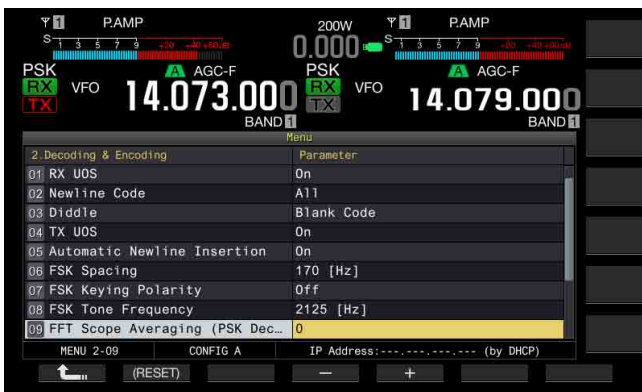 1 P.AMP 200W 1 P.AMP
S 1 3 5 7 9 +20 +40 +60dB 0.000 S 1 3 5 7 9 +20 +40 +60dB
PSK A AGC-F PSK A AGC-F
RX VFO 14.073.000 RX VFO 14.079.000
TX TX
BAND 1 BAND 1
Menu
2.Decoding & Encoding Parameter
01 RX UOS On
02 Newline Code All
03 Diddle Blank Code
04 TX UOS On
05 Automatic Newline Insertion On
06 FSK Spacing 170 [Hz]
07 FSK Keying Polarity Off
08 FSK Tone Frequency 2125 [Hz]
09 FFT Scope Averaging (PSK Dec... 0
MENU 2-09 CONFIG A IP Address:---.---.---.--- (by DHCP)
(RESET) − +